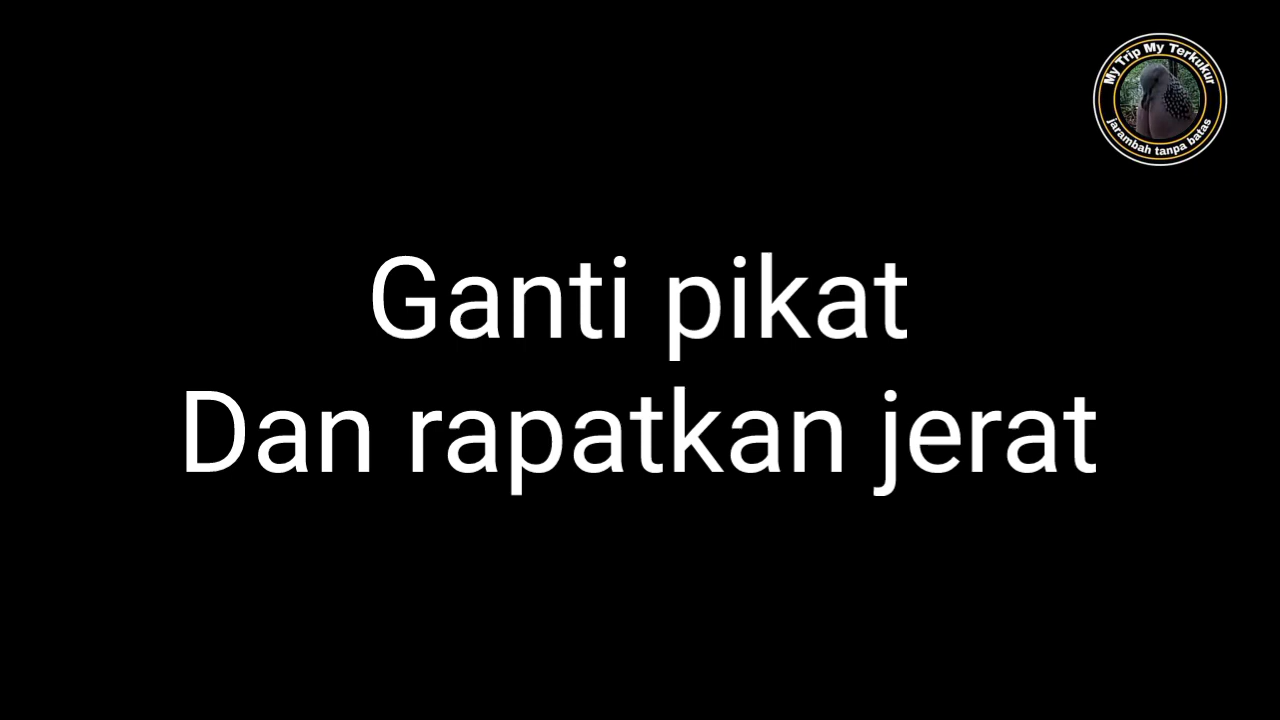 My Trip My Terkukur
jarambah tanpa batas
Ganti pikat
Dan rapatkan jerat